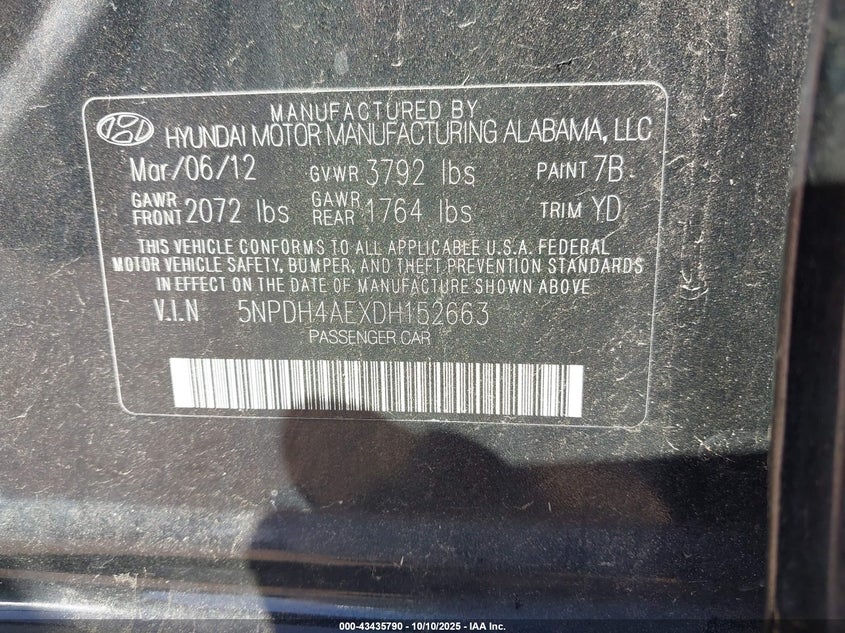 MANUFACTURED BY
HYUNDAI MOTOR MANUFACTURING ALABAMA, LLC
Mar/06/12 GVWR 3792 lbs PAINT 7B
GAWR FRONT 2072 lbs GAWR REAR 1764 lbs TRIM YD
THIS VEHICLE CONFORMS TO ALL APPLICABLE U.S.A. FEDERAL
MOTOR VEHICLE SAFETY, BUMPER, AND THEFT PREVENTION STANDARDS
IN EFFECT ON THE DATE OF MANUFACTURE SHOWN ABOVE
V.I.N 5NPDH4AEXDH152663
PASSENGER CAR
000-43435790 - 10/10/2025 - IAA Inc.